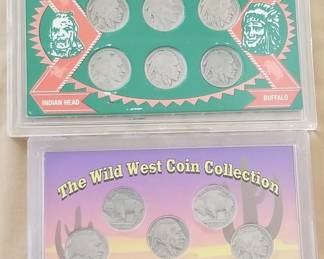 INDIAN HEAD
BUFFALO
The Wild West Coin Collection